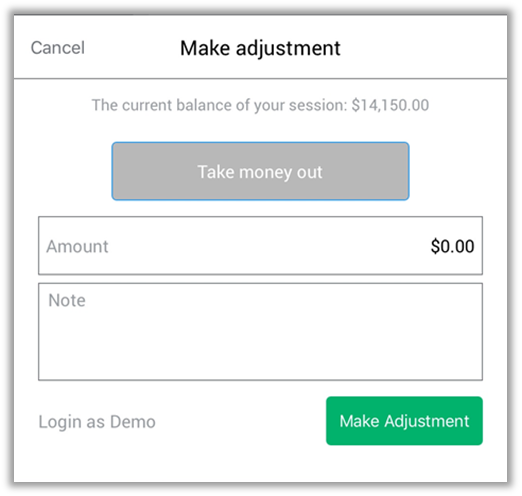 Cancel
Make adjustment
The current balance of your session: $14,150.00
Take money out
Amount
$0.00
Note
Login as Demo
Make Adjustment